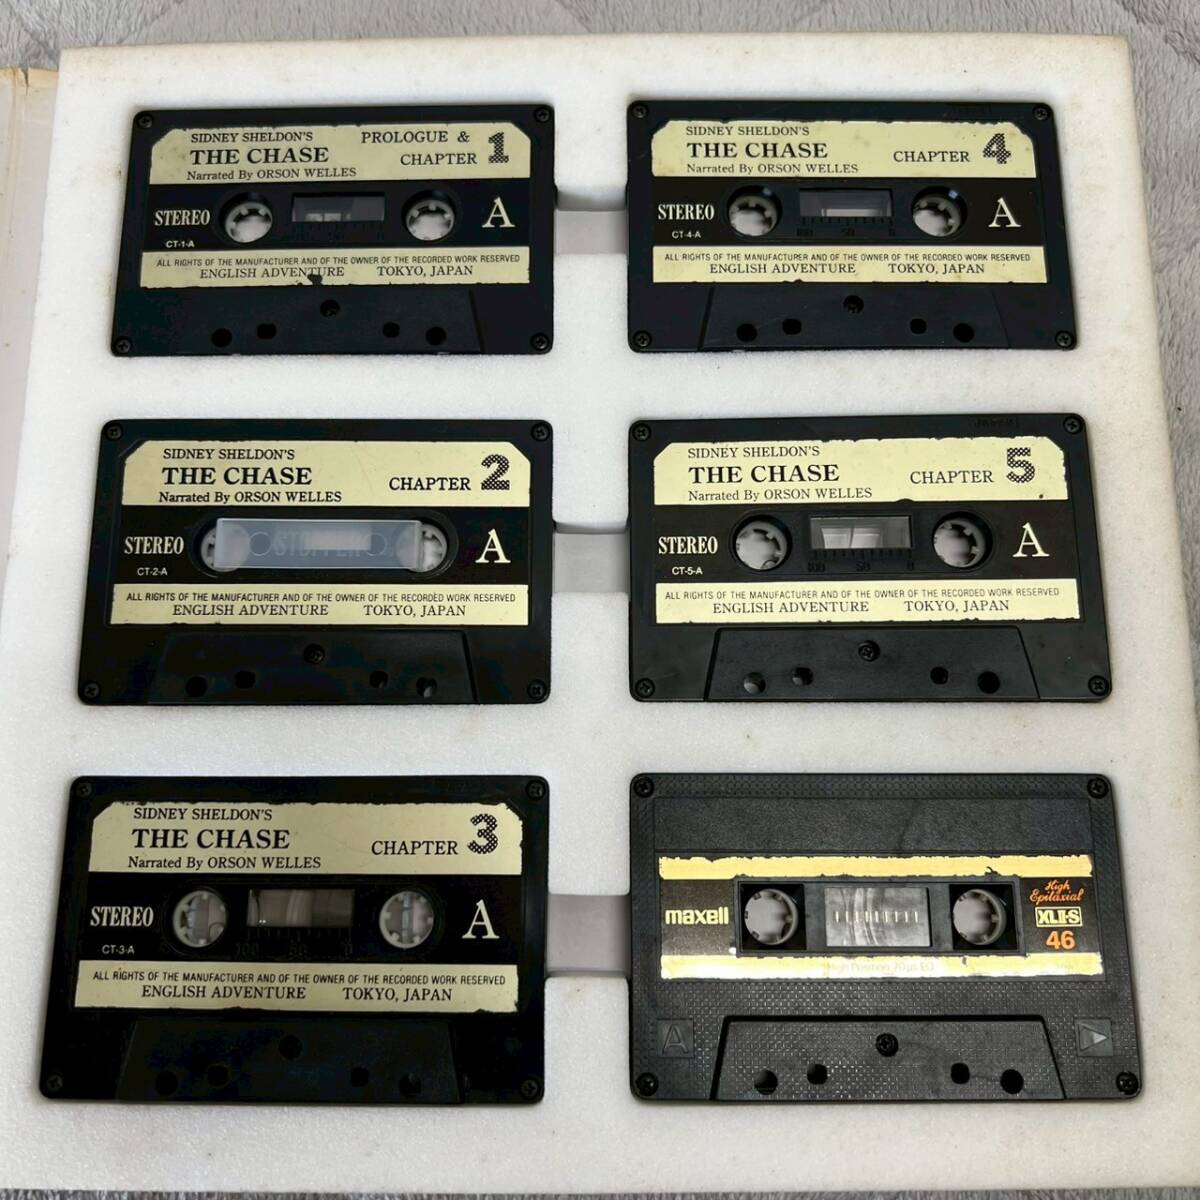 SIDNEY SHELDON'S
THE CHASE
PROLOGUE &
CHAPTER 1
Narrated By ORSON WELLES
STEREO
A
CT-1-A
ALL RIGHTS OF THE MANUFACTURER AND OF THE OWNER OF THE RECORDED WORK RESERVED
ENGLISH ADVENTURE TOKYO, JAPAN
SIDNEY SHELDON'S
THE CHASE
CHAPTER 4
Narrated By ORSON WELLES
STEREO
A
100 50 0
CT-4-A
ALL RIGHTS OF THE MANUFACTURER AND OF THE OWNER OF THE RECORDED WORK RESERVED
ENGLISH ADVENTURE TOKYO, JAPAN
SIDNEY SHELDON'S
THE CHASE
CHAPTER 2
Narrated By ORSON WELLES
STEREO
STOPPER
A
CT-2-A
ALL RIGHTS OF THE MANUFACTURER AND OF THE OWNER OF THE RECORDED WORK RESERVED
ENGLISH ADVENTURE TOKYO, JAPAN
SIDNEY SHELDON'S
THE CHASE
CHAPTER 5
Narrated By ORSON WELLES
STEREO
A
100 50 0
CT-5-A
ALL RIGHTS OF THE MANUFACTURER AND OF THE OWNER OF THE RECORDED WORK RESERVED
ENGLISH ADVENTURE TOKYO, JAPAN
SIDNEY SHELDON'S
THE CHASE
CHAPTER 3
Narrated By ORSON WELLES
STEREO
A
100 50 0
CT-3-A
ALL RIGHTS OF THE MANUFACTURER AND OF THE OWNER OF THE RECORDED WORK RESERVED
ENGLISH ADVENTURE TOKYO, JAPAN
maxell
High
Epitaxial
XLII-S
46
A